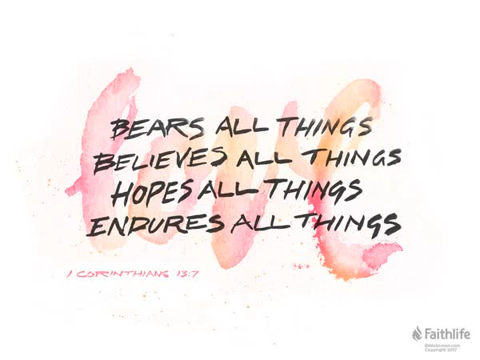 love
BEARS ALL THINGS
BELIEVES ALL THINGS
HOPES ALL THINGS
ENDURES ALL THINGS
1 CORINTHIANS 13:7
Faithlife